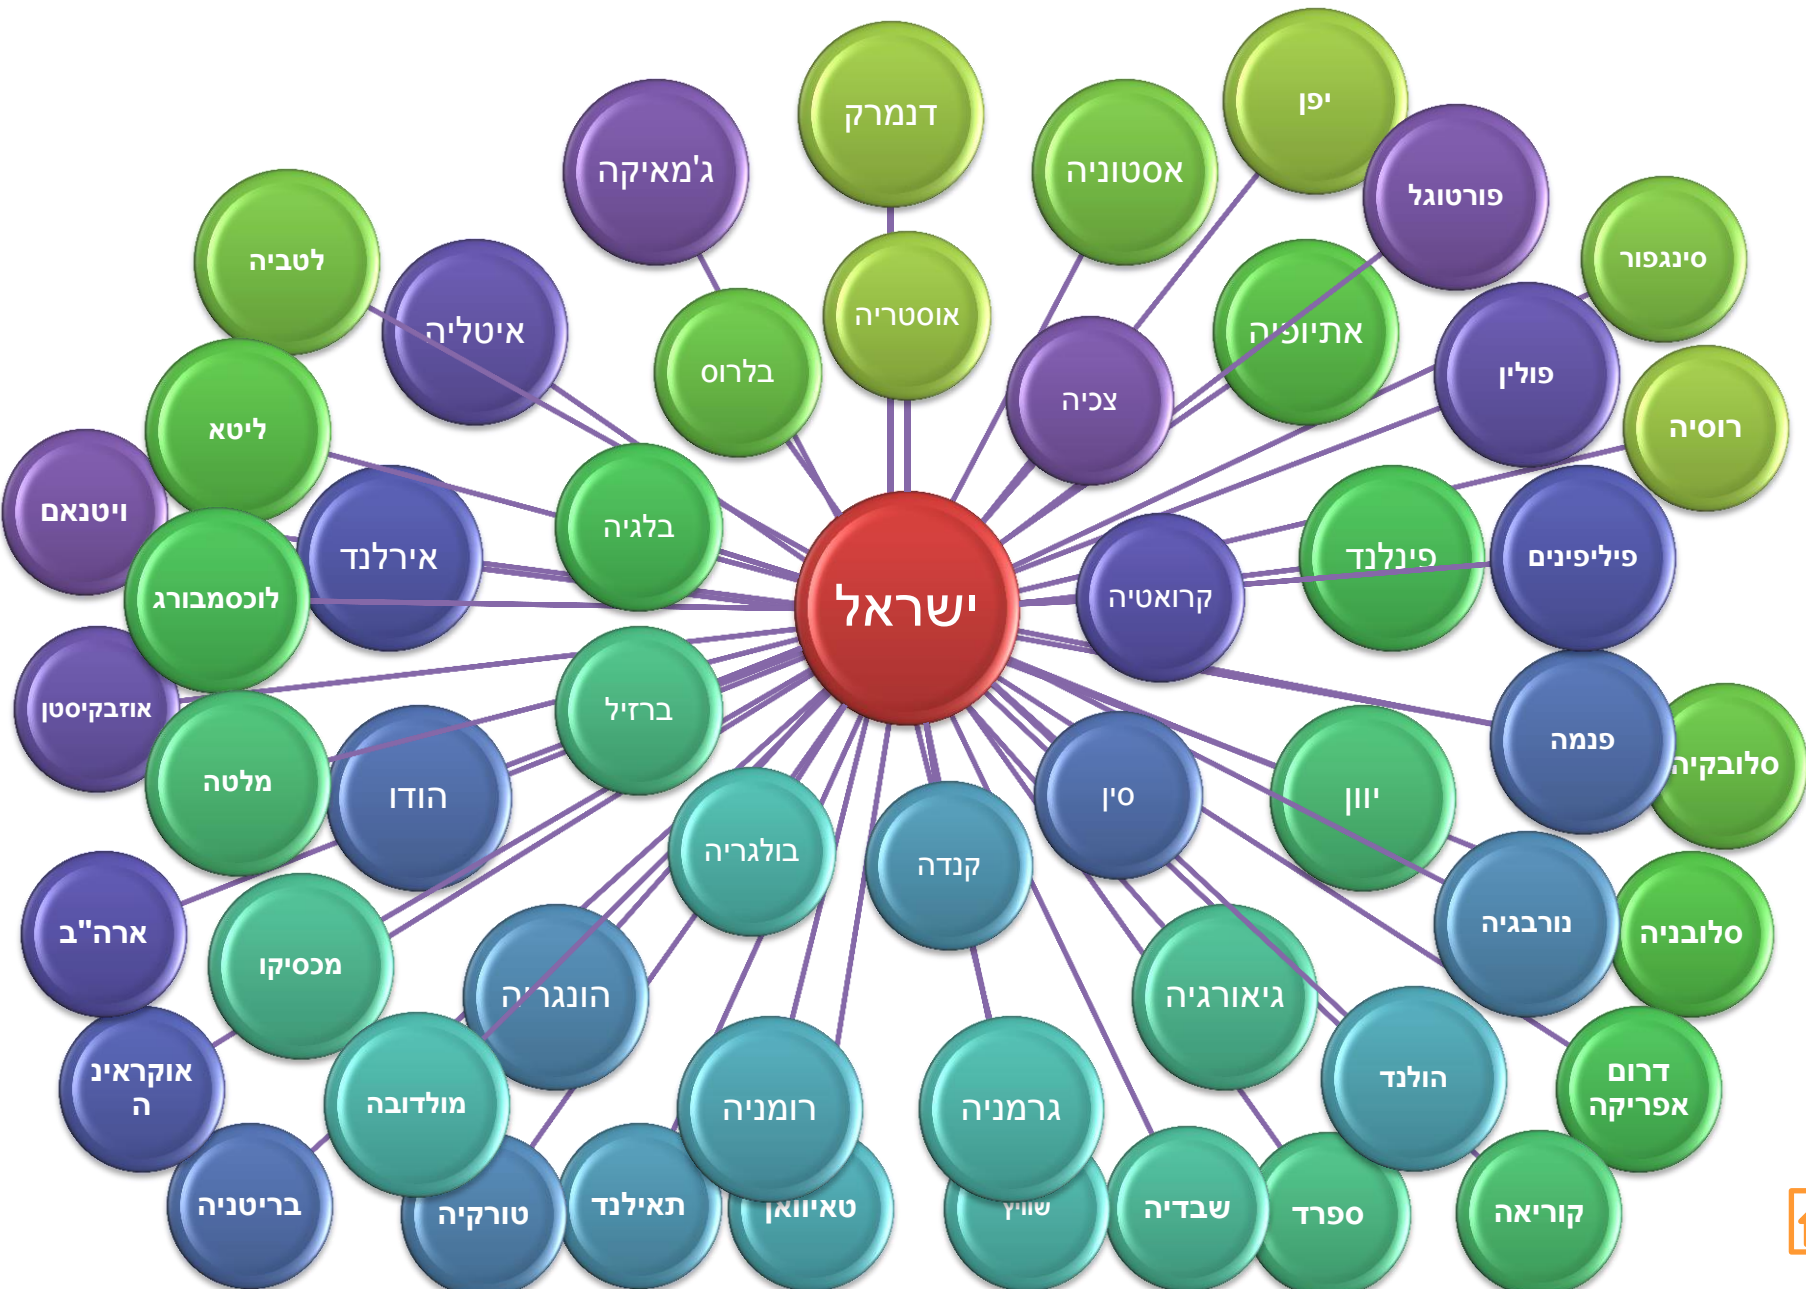 יפן
דנמרק
ג'מאיקה
אסטוניה
פורטוגל
סינגפור
לטביה
איטליה
אוסטריה
אתיופיה
בלרוס
צכיה
פולין
רוסיה
ליטא
ויטנאם
בלגיה
אירלנד
פינלנד
פיליפינים
לוכסמבורג
ישראל
קרואטיה
אוזבקיסטן
ברזיל
פנמה
סלובקיה
מלטה
הודו
סין
יוון
בולגריה
קנדה
ארה"ב
נורבגיה
סלובניה
מכסיקו
הונגריה
גיאורגיה
אוקראינ
ה
הולנד
דרום
אפריקה
מולדובה
רומניה
גרמניה
בריטניה
טורקיה
תאילנד
טאיוואן
שוויץ
שבדיה
ספרד
קוריאה